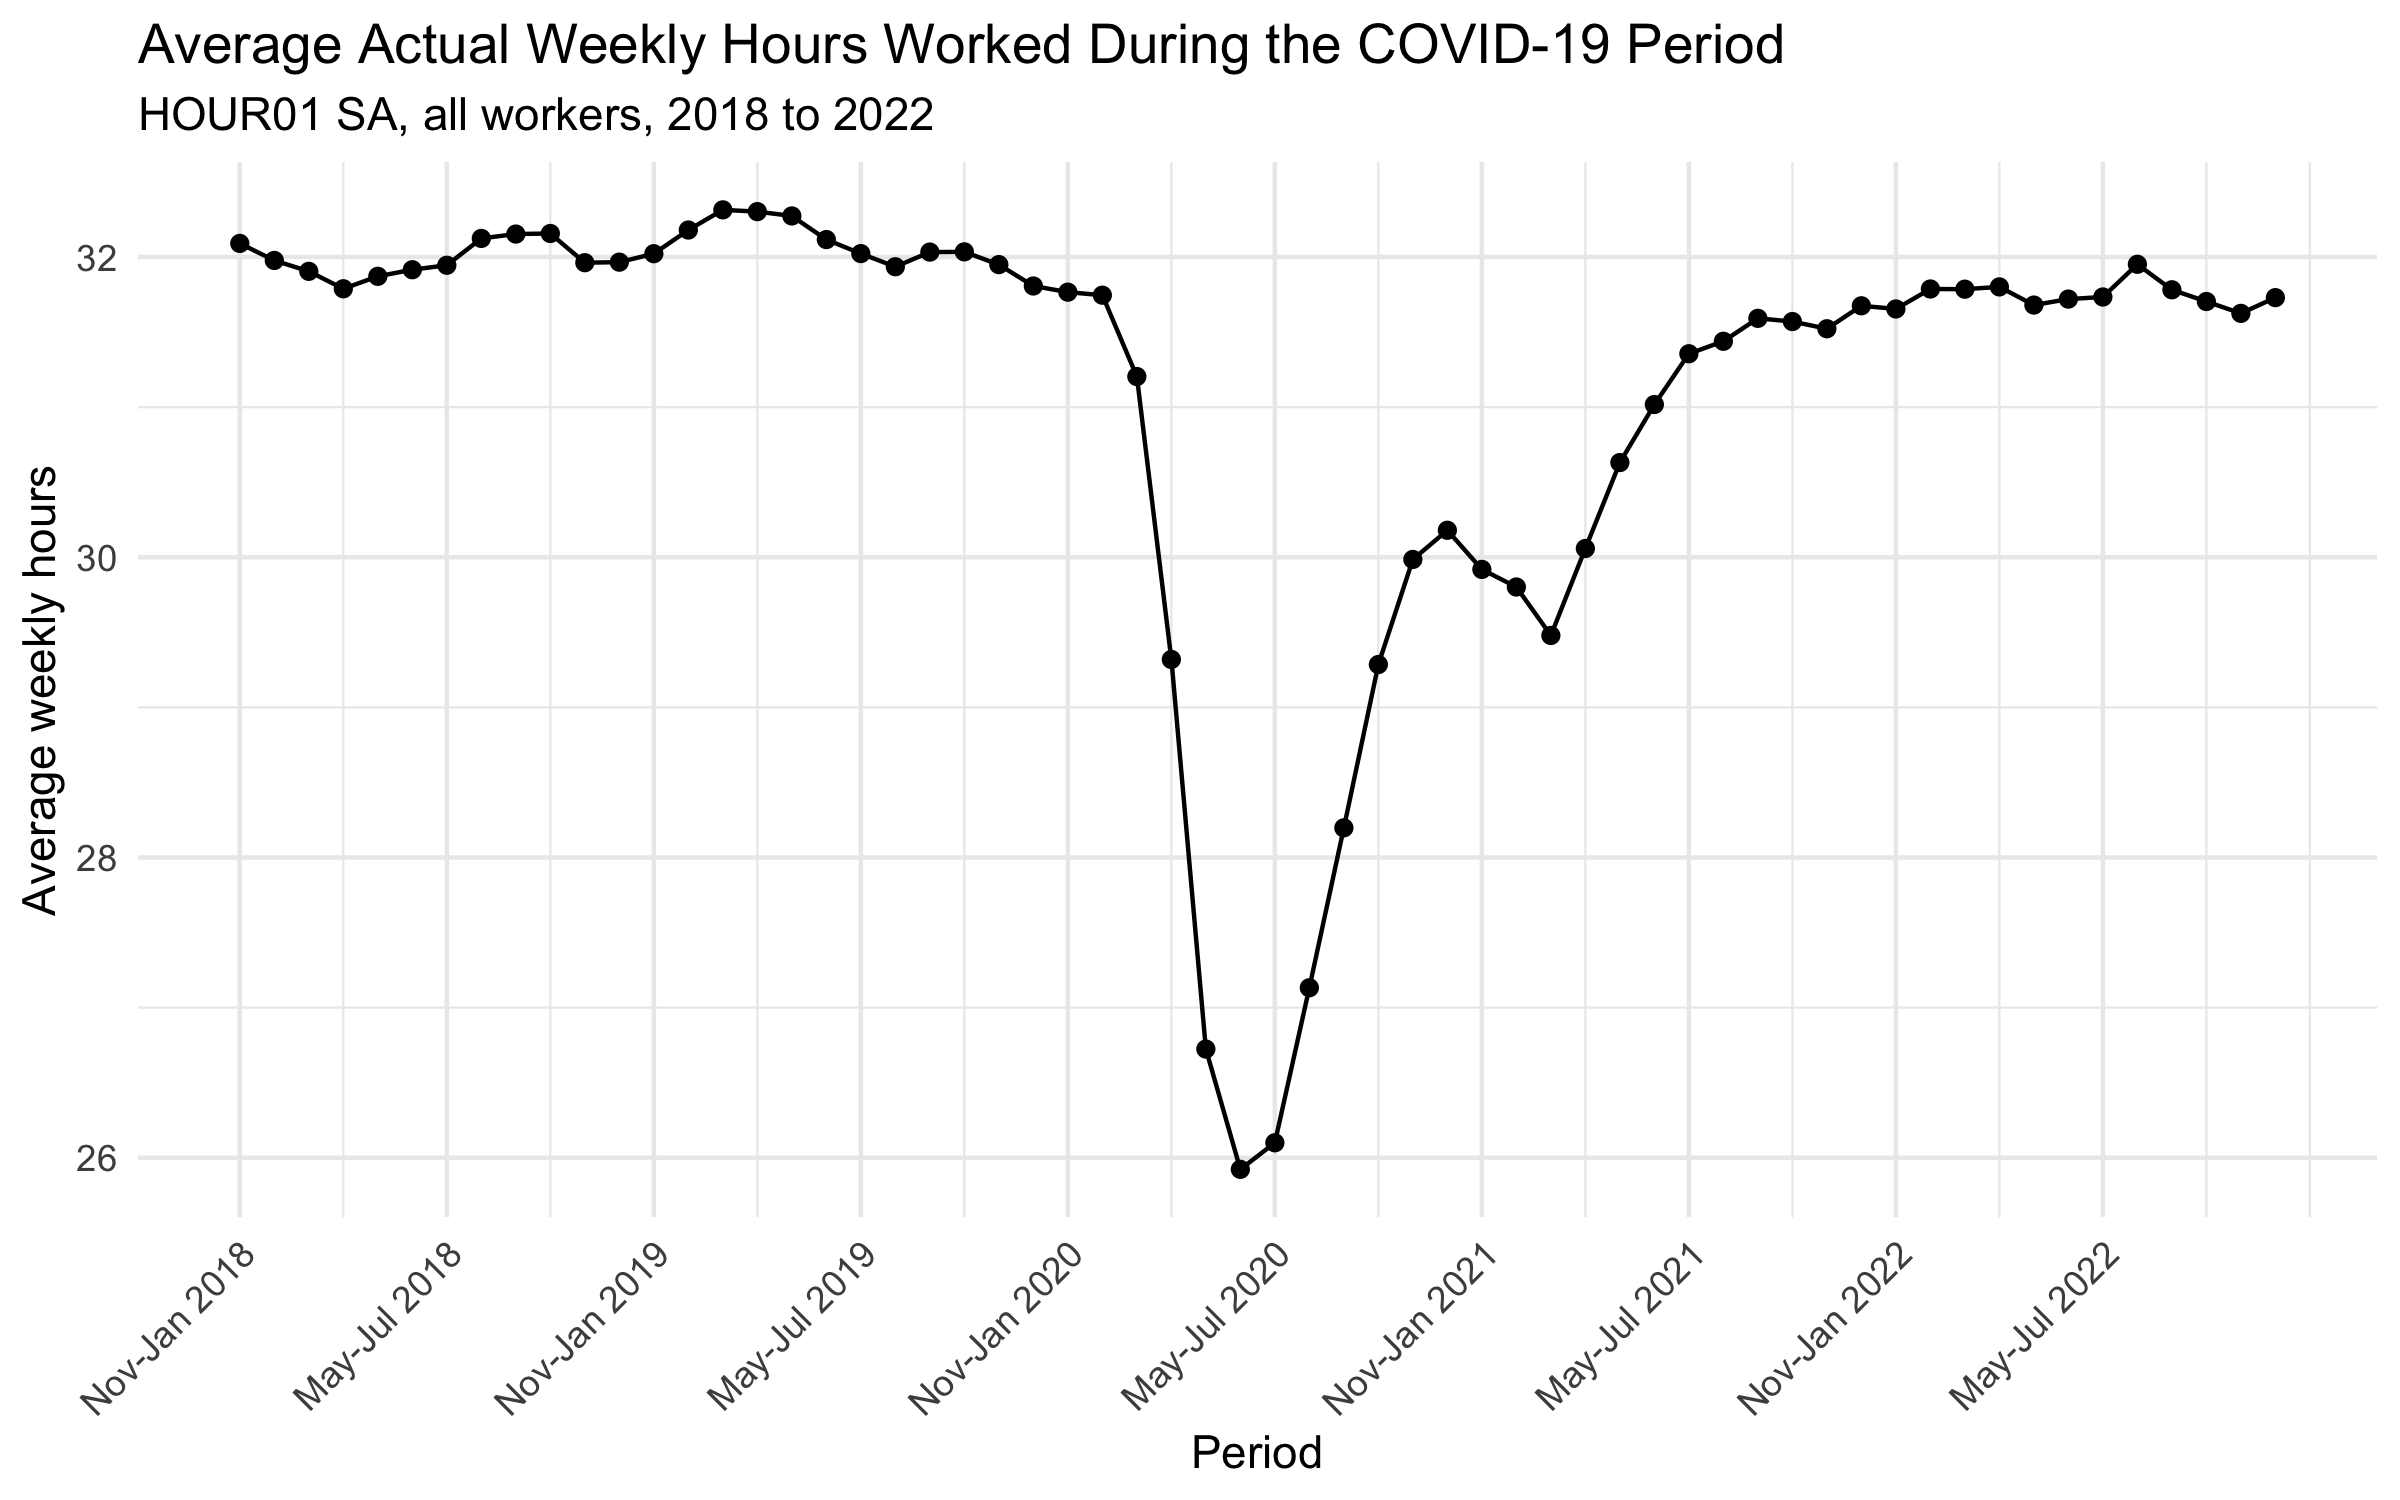 Average Actual Weekly Hours Worked During the COVID-19 Period
HOUR01 SA, all workers, 2018 to 2022
Average weekly hours
32
30
28
26
Nov-Jan 2018
May-Jul 2018
Nov-Jan 2019
May-Jul 2019
Nov-Jan 2020
May-Jul 2020
Nov-Jan 2021
May-Jul 2021
Nov-Jan 2022
May-Jul 2022
Period